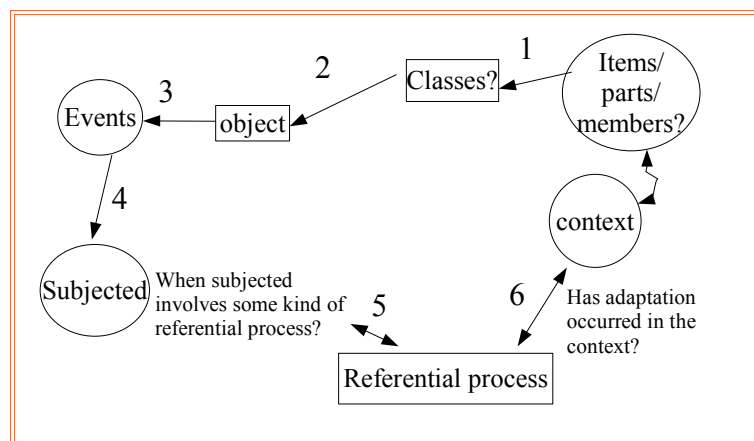 1
Items/
parts/
members?
Classes?
2
object
3
Events
4
Subjected
When subjected
involves some kind of
referential process?
5
Referential process
6
context
Has adaptation
occurred in the
context?